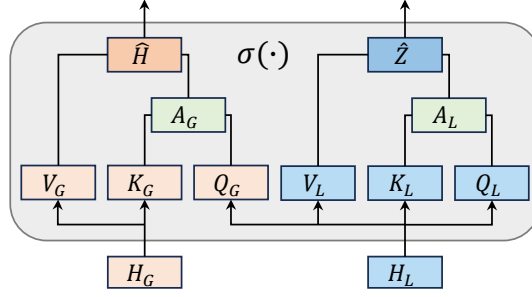 Ĥ σ(·) Ẑ
A_G A_L
V_G K_G Q_G V_L K_L Q_L
H_G H_L